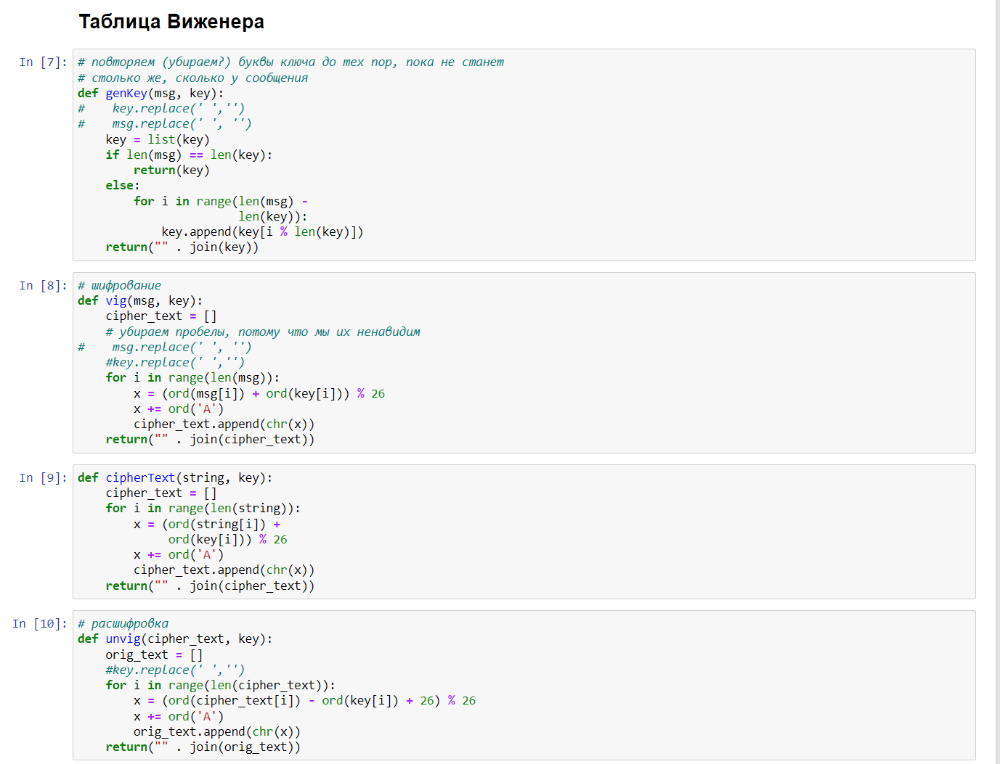 Таблица Виженера
In [7]: # повторяем (убираем?) буквы ключа до тех пор, пока не станет
# столько же, сколько у сообщения
def genKey(msg, key):
#    key.replace(' ','')
#    msg.replace(' ', '')
    key = list(key)
    if len(msg) == len(key):
        return(key)
    else:
        for i in range(len(msg) -
                       len(key)):
            key.append(key[i % len(key)])
    return("" . join(key))
In [8]: # шифрование
def vig(msg, key):
    cipher_text = []
    # убираем пробелы, потому что мы их ненавидим
#    msg.replace(' ', '')
    #key.replace(' ','')
    for i in range(len(msg)):
        x = (ord(msg[i]) + ord(key[i])) % 26
        x += ord('A')
        cipher_text.append(chr(x))
    return("" . join(cipher_text))
In [9]: def cipherText(string, key):
    cipher_text = []
    for i in range(len(string)):
        x = (ord(string[i]) +
             ord(key[i])) % 26
        x += ord('A')
        cipher_text.append(chr(x))
    return("" . join(cipher_text))
In [10]: # расшифровка
def unvig(cipher_text, key):
    orig_text = []
    #key.replace(' ','')
    for i in range(len(cipher_text)):
        x = (ord(cipher_text[i]) - ord(key[i]) + 26) % 26
        x += ord('A')
        orig_text.append(chr(x))
    return("" . join(orig_text))